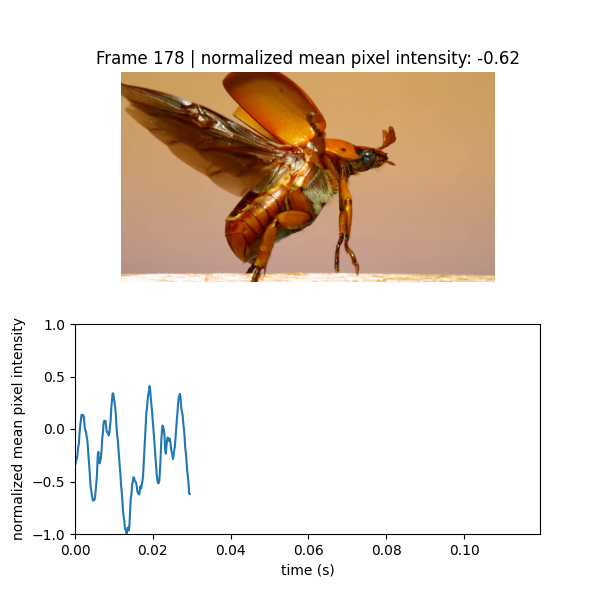 Frame 178 | normalized mean pixel intensity: -0.62
1.0
0.5
0.0
−0.5
−1.0
normalized mean pixel intensity
0.00 0.02 0.04 0.06 0.08 0.10
time (s)